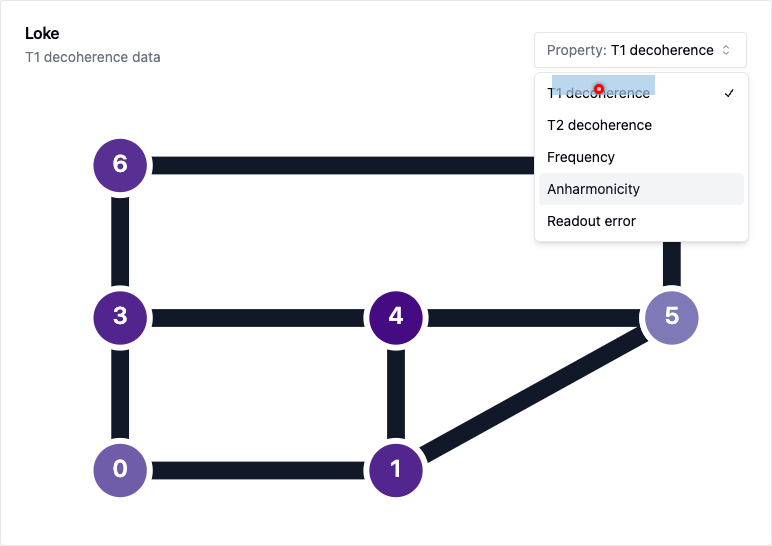 Loke
T1 decoherence data
Property: T1 decoherence
T1 decoherence
T2 decoherence
Frequency
Anharmonicity
Readout error
6
3
4
5
0
1